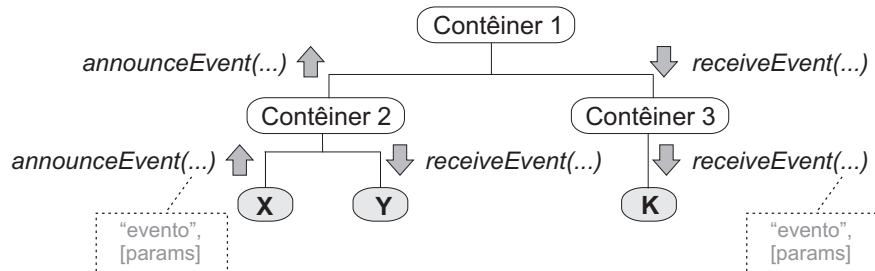 Contêiner 1
announceEvent(...)
receiveEvent(...)
Contêiner 2
Contêiner 3
announceEvent(...)
receiveEvent(...)
receiveEvent(...)
X
Y
K
“evento”,
[params]
“evento”,
[params]